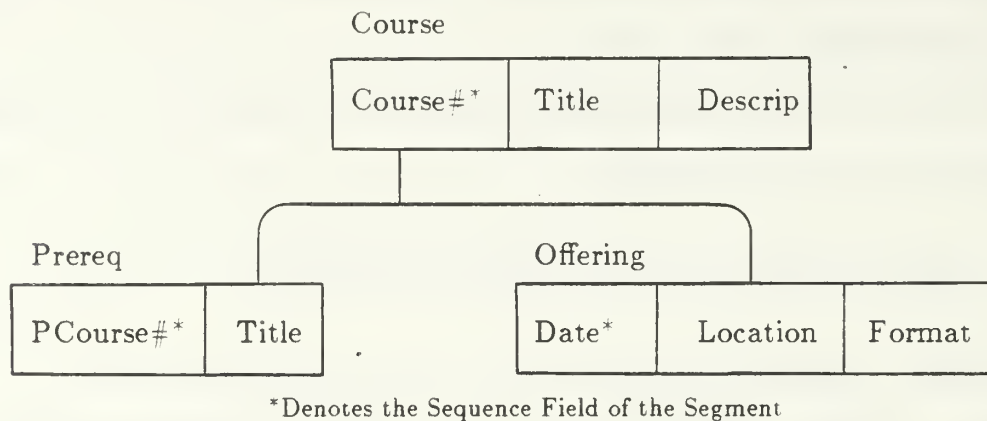 Course
Course#* Title Descrip
Prereq Offering
PCourse#* Title Date* Location Format
*Denotes the Sequence Field of the Segment